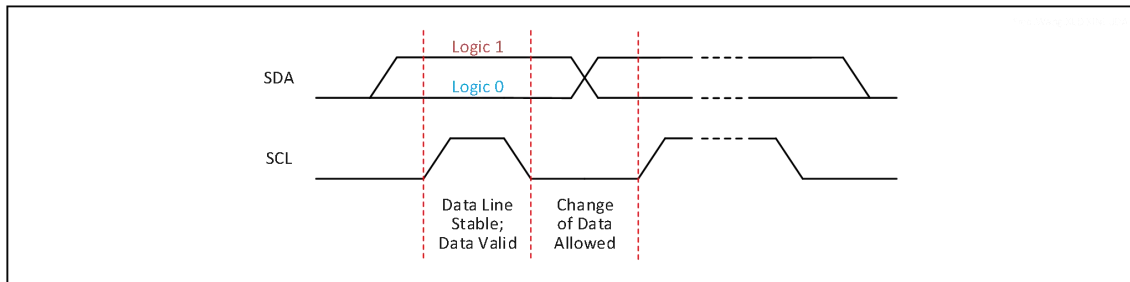 Logic 1
SDA
Logic 0
SCL
Data Line
Stable;
Data Valid
Change
of Data
Allowed